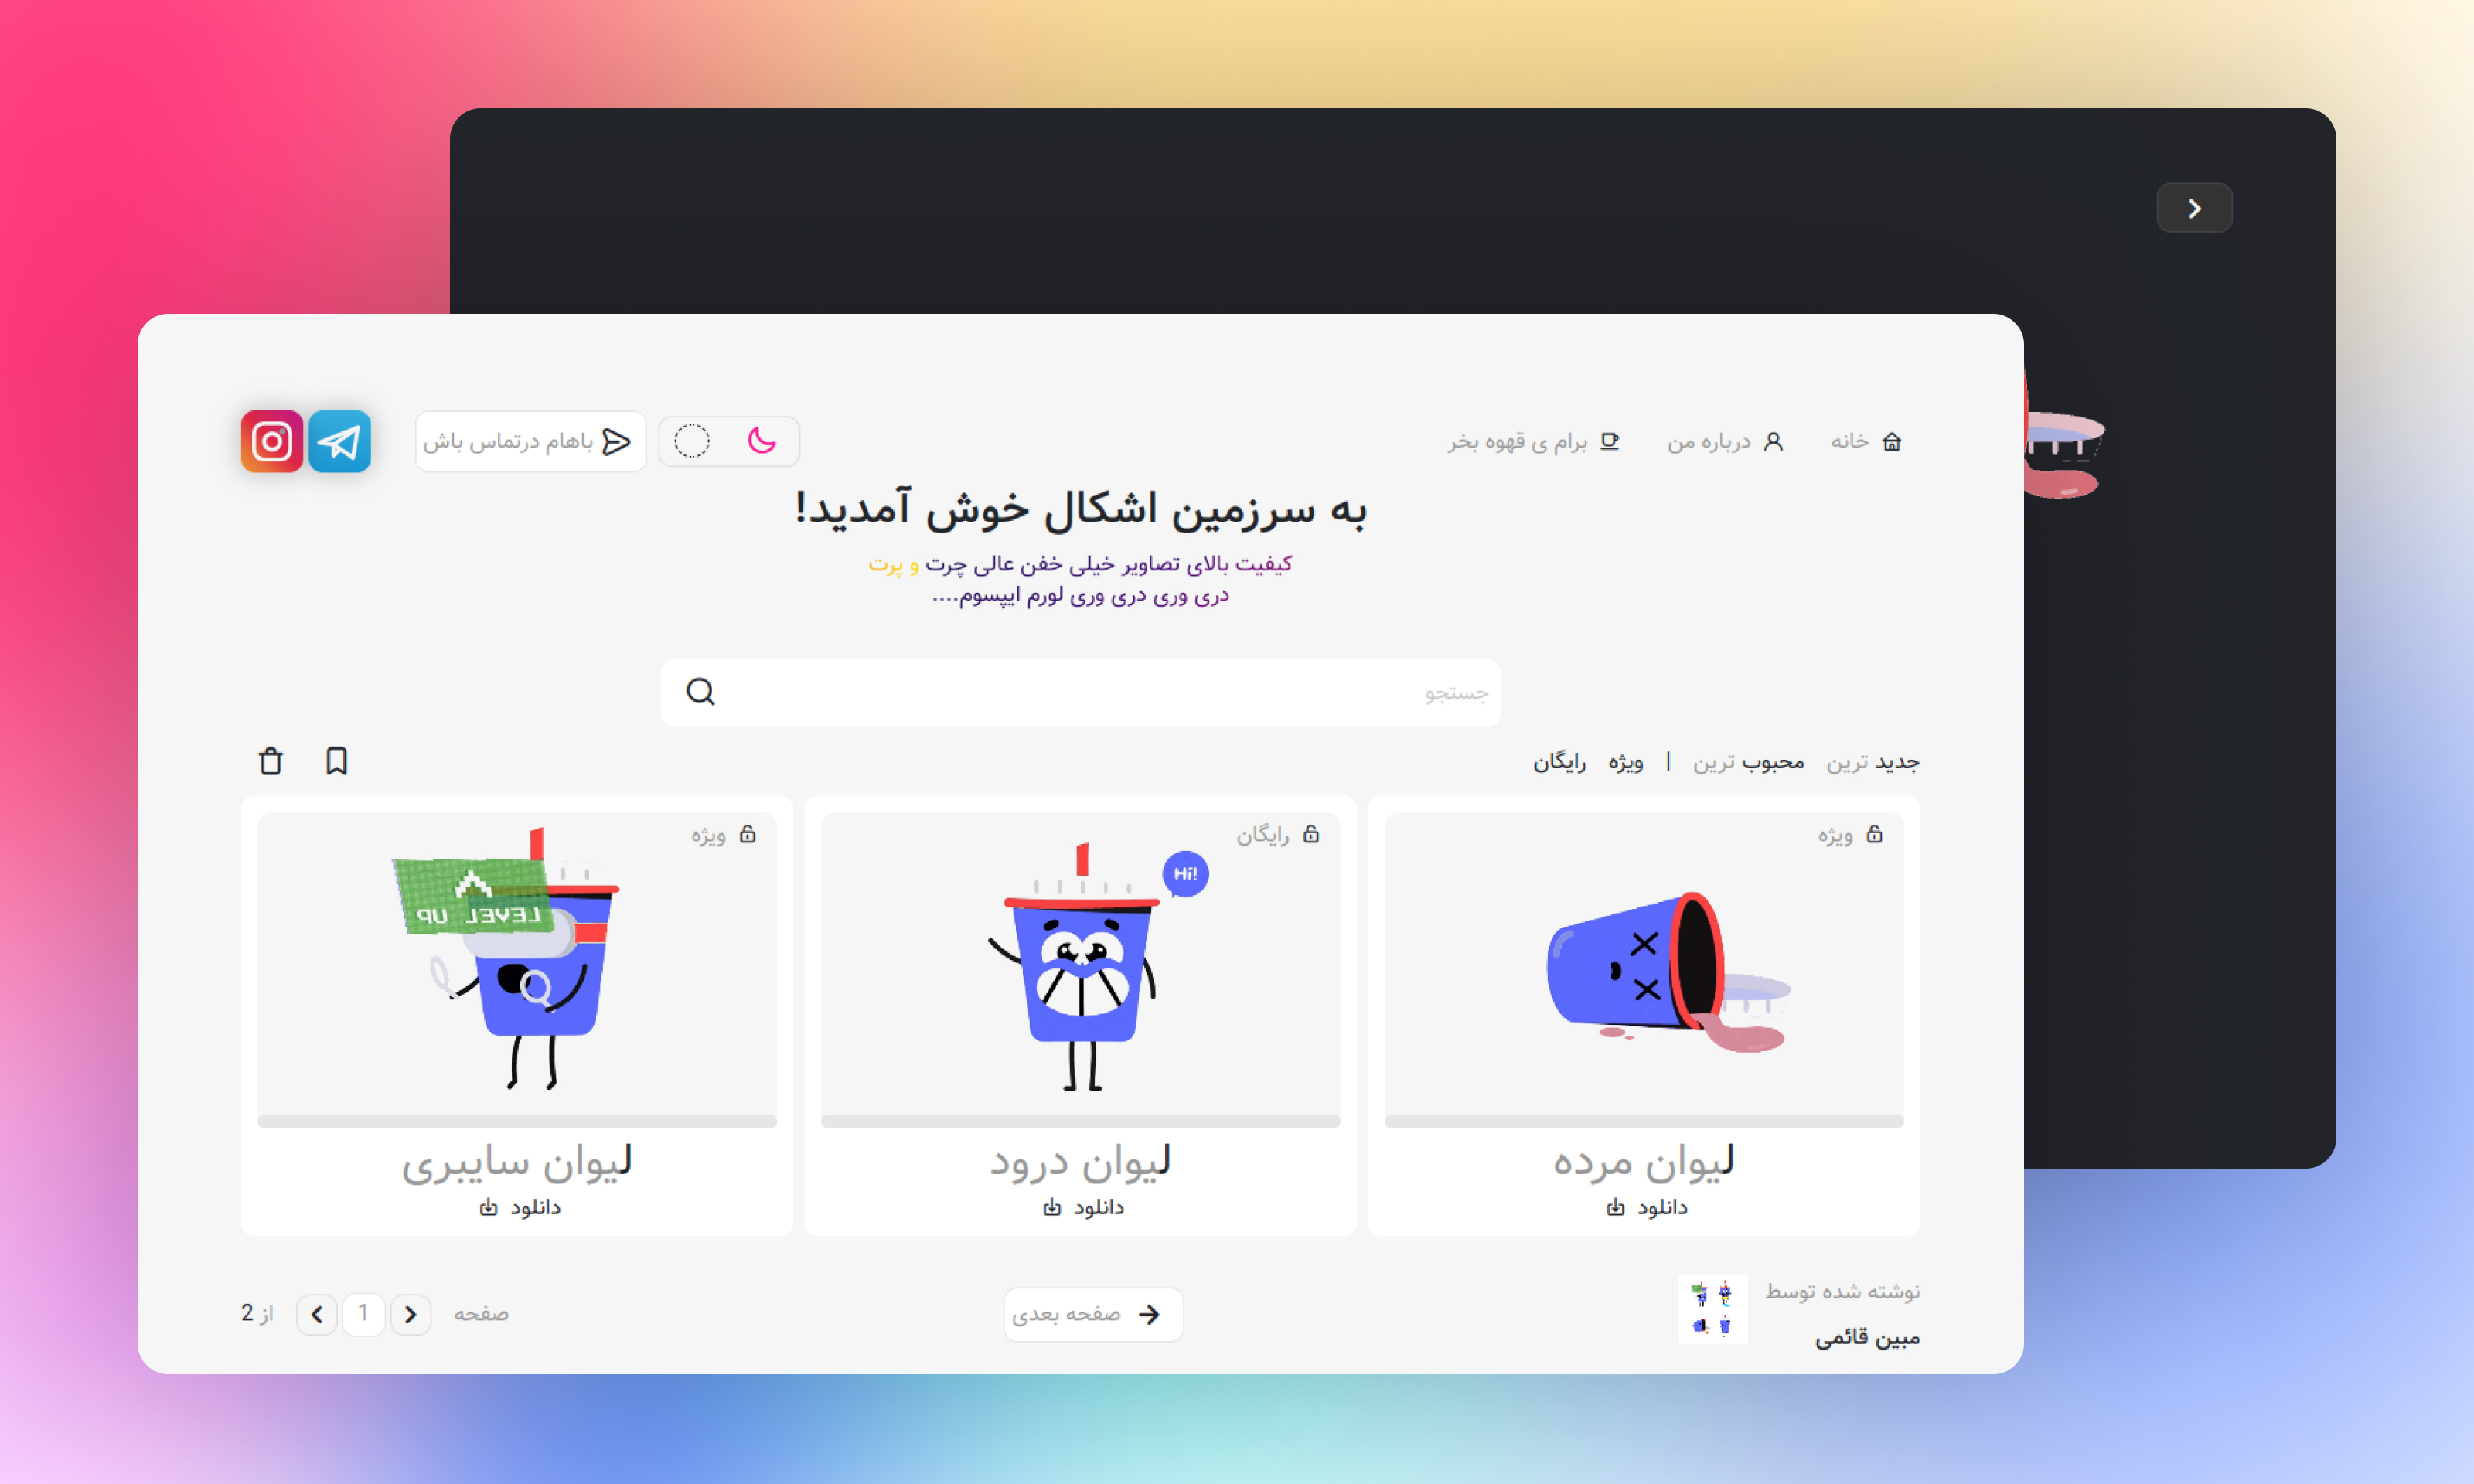 خانه
درباره من
برام ی قهوه بخر
باهام درتماس باش
به سرزمین اشکال خوش آمدید!
کیفیت بالای تصاویر خیلی خفن عالی چرت و پرت
دری وری دری وری لورم ایپسوم....
جستجو
جدید ترین
محبوب ترین
|
ویژه
رایگان
ویژه
لیوان مرده
دانلود
رایگان
Hi!
لیوان درود
دانلود
ویژه
LEVEL UP
لیوان سایبری
دانلود
نوشته شده توسط
مبین قائمی
صفحه بعدی
صفحه
1
از 2